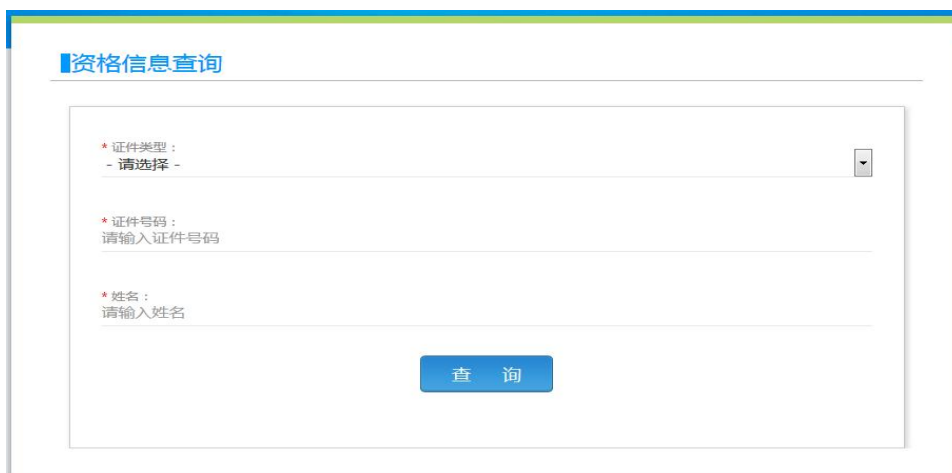 资格信息查询
* 证件类型：
- 请选择 -
* 证件号码：
请输入证件号码
* 姓名：
请输入姓名
查 询